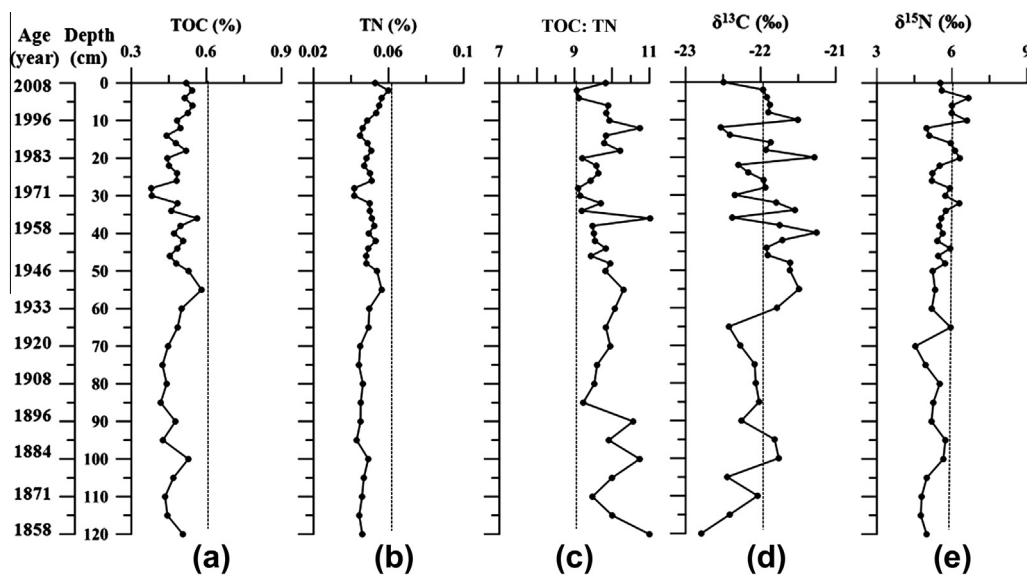 TOC (%) TN (%) TOC: TN δ¹³C (‰) δ¹⁵N (‰)
Age Depth
(year) (cm)
0.3 0.6 0.9 0.02 0.06 0.1 7 9 11 -23 -22 -21 3 6 9
2008 0
1996 10
1983 20
1971 30
1958 40
1946 50
1933 60
1920 70
1908 80
1896 90
1884 100
1871 110
1858 120
(a) (b) (c) (d) (e)